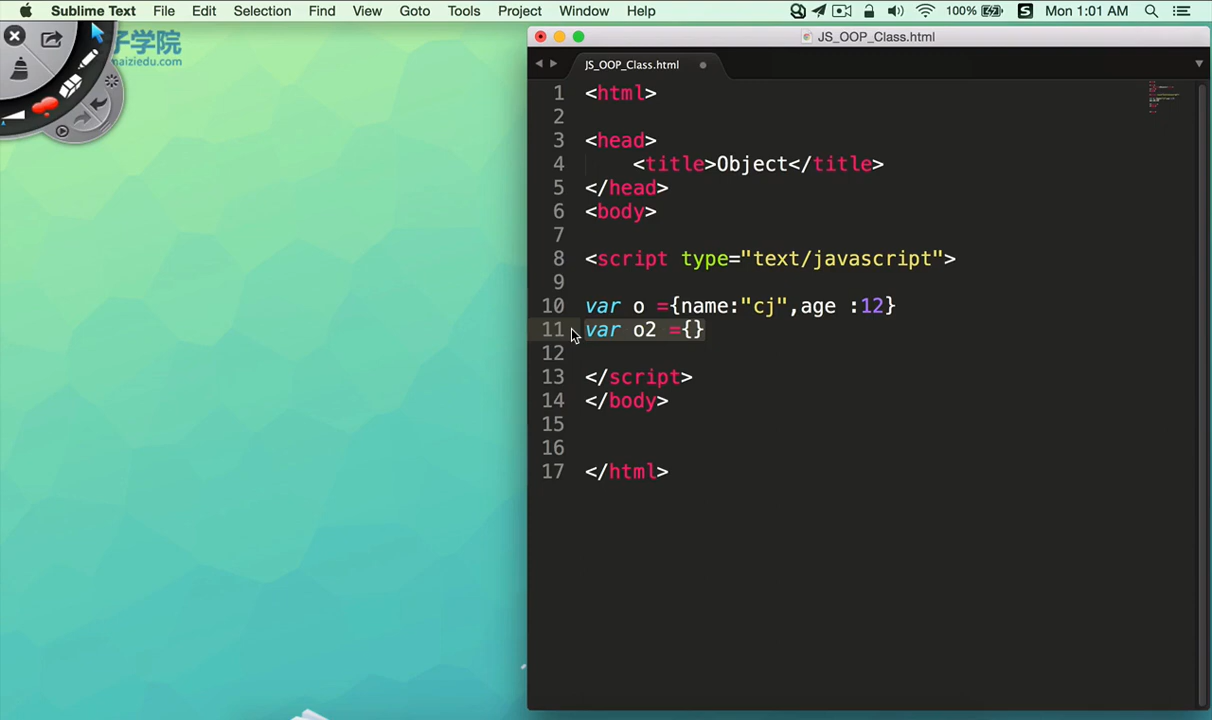 Sublime Text File Edit Selection Find View Goto Tools Project Window Help 100% S Mon 1:01 AM
子学院
maiziedu.com
JS_OOP_Class.html
JS_OOP_Class.html
1 <html>
2
3 <head>
4 <title>Object</title>
5 </head>
6 <body>
7
8 <script type="text/javascript">
9
10 var o ={name:"cj",age :12}
11 var o2 ={}
12
13 </script>
14 </body>
15
16
17 </html>